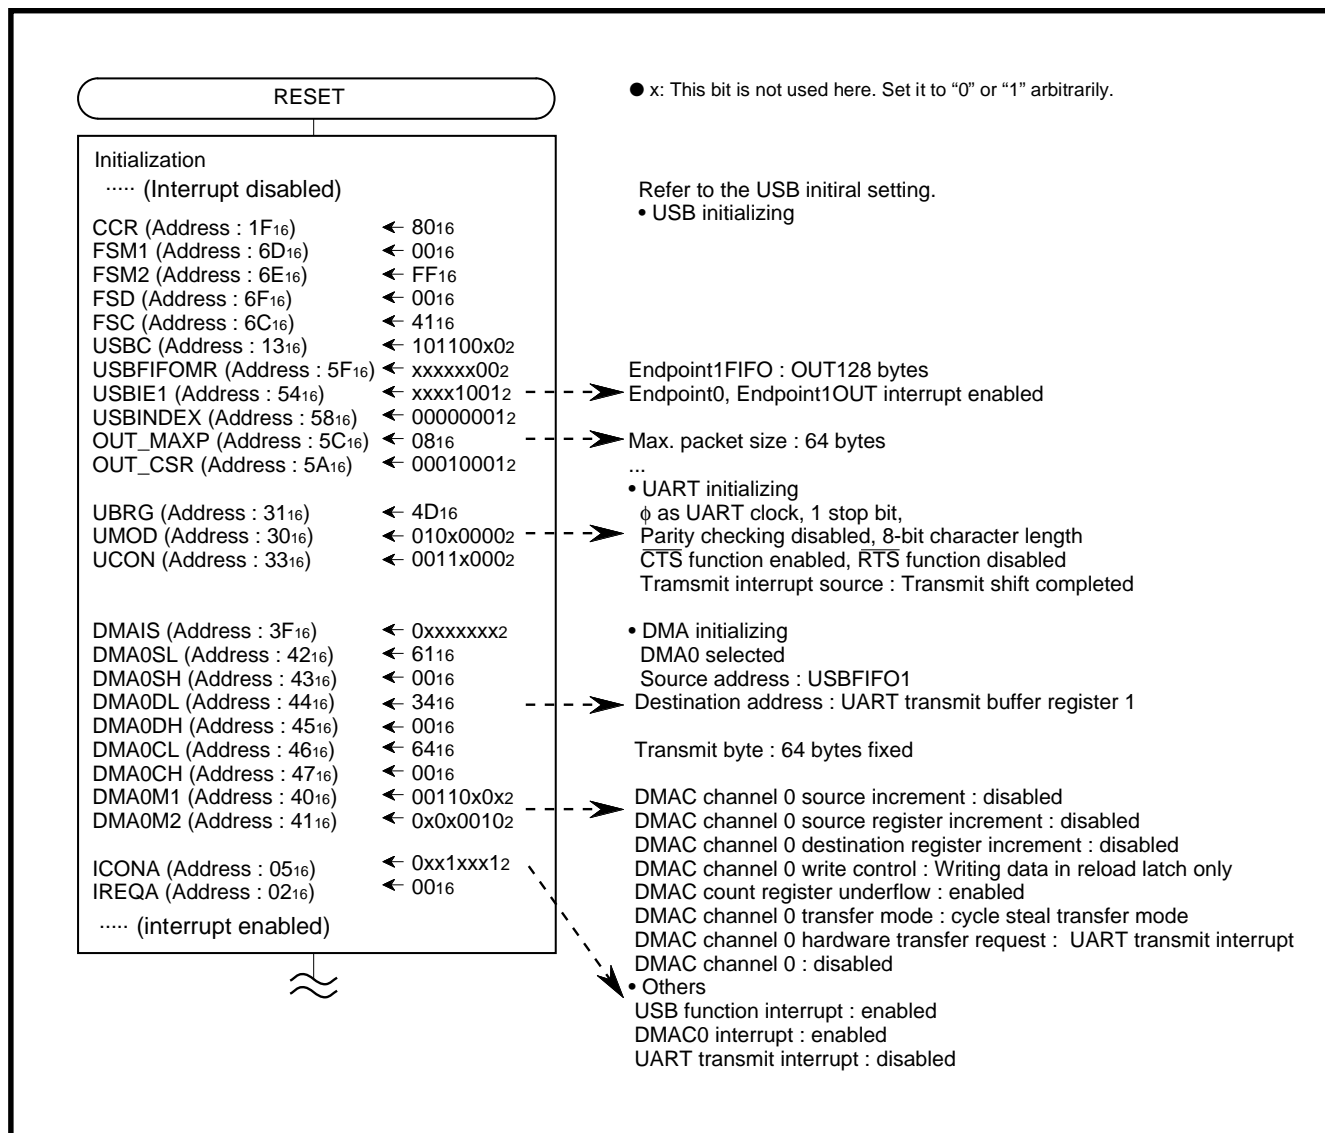 RESET
● x: This bit is not used here. Set it to “0” or “1” arbitrarily.
Initialization
····· (Interrupt disabled)
Refer to the USB initiral setting.
• USB initializing
CCR (Address : 1F16) ← 8016
FSM1 (Address : 6D16) ← 0016
FSM2 (Address : 6E16) ← FF16
FSD (Address : 6F16) ← 0016
FSC (Address : 6C16) ← 4116
USBC (Address : 1316) ← 101100x02
USBFIFOMR (Address : 5F16) ← xxxxxx002
Endpoint1FIFO : OUT128 bytes
USBIE1 (Address : 5416) ← xxxx10012
Endpoint0, Endpoint1OUT interrupt enabled
USBINDEX (Address : 5816) ← 000000012
OUT_MAXP (Address : 5C16) ← 0816
Max. packet size : 64 bytes
OUT_CSR (Address : 5A16) ← 000100012
...
• UART initializing
UBRG (Address : 3116) ← 4D16
ϕ as UART clock, 1 stop bit,
UMOD (Address : 3016) ← 010x00002
Parity checking disabled, 8-bit character length
UCON (Address : 3316) ← 0011x0002
CTS function enabled, RTS function disabled
Tramsmit interrupt source : Transmit shift completed
DMAIS (Address : 3F16) ← 0xxxxxxx2
• DMA initializing
DMA0SL (Address : 4216) ← 6116
DMA0 selected
DMA0SH (Address : 4316) ← 0016
Source address : USBFIFO1
DMA0DL (Address : 4416) ← 3416
Destination address : UART transmit buffer register 1
DMA0DH (Address : 4516) ← 0016
DMA0CL (Address : 4616) ← 6416
Transmit byte : 64 bytes fixed
DMA0CH (Address : 4716) ← 0016
DMA0M1 (Address : 4016) ← 00110x0x2
DMAC channel 0 source increment : disabled
DMA0M2 (Address : 4116) ← 0x0x00102
DMAC channel 0 source register increment : disabled
DMAC channel 0 destination register increment : disabled
ICONA (Address : 0516) ← 0xx1xxx12
DMAC channel 0 write control : Writing data in reload latch only
IREQA (Address : 0216) ← 0016
DMAC count register underflow : enabled
····· (interrupt enabled)
DMAC channel 0 transfer mode : cycle steal transfer mode
DMAC channel 0 hardware transfer request : UART transmit interrupt
DMAC channel 0 : disabled
• Others
USB function interrupt : enabled
DMAC0 interrupt : enabled
UART transmit interrupt : disabled